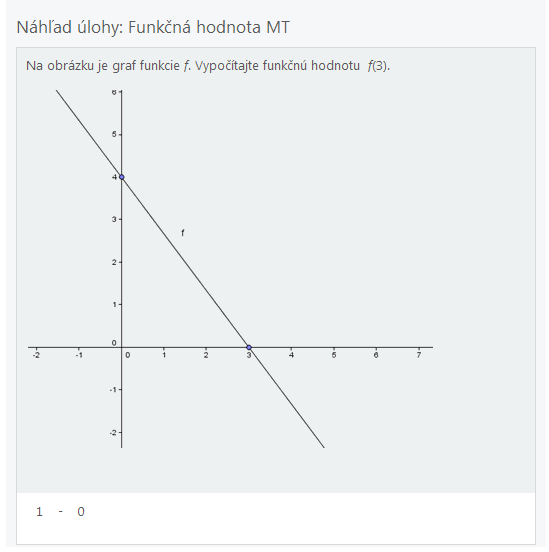 Náhľad úlohy: Funkčná hodnota MT
Na obrázku je graf funkcie f. Vypočítajte funkčnú hodnotu f(3).
6
5
4
3
f
2
1
0
-2 -1 0 1 2 3 4 5 6 7
-1
-2
1 - 0